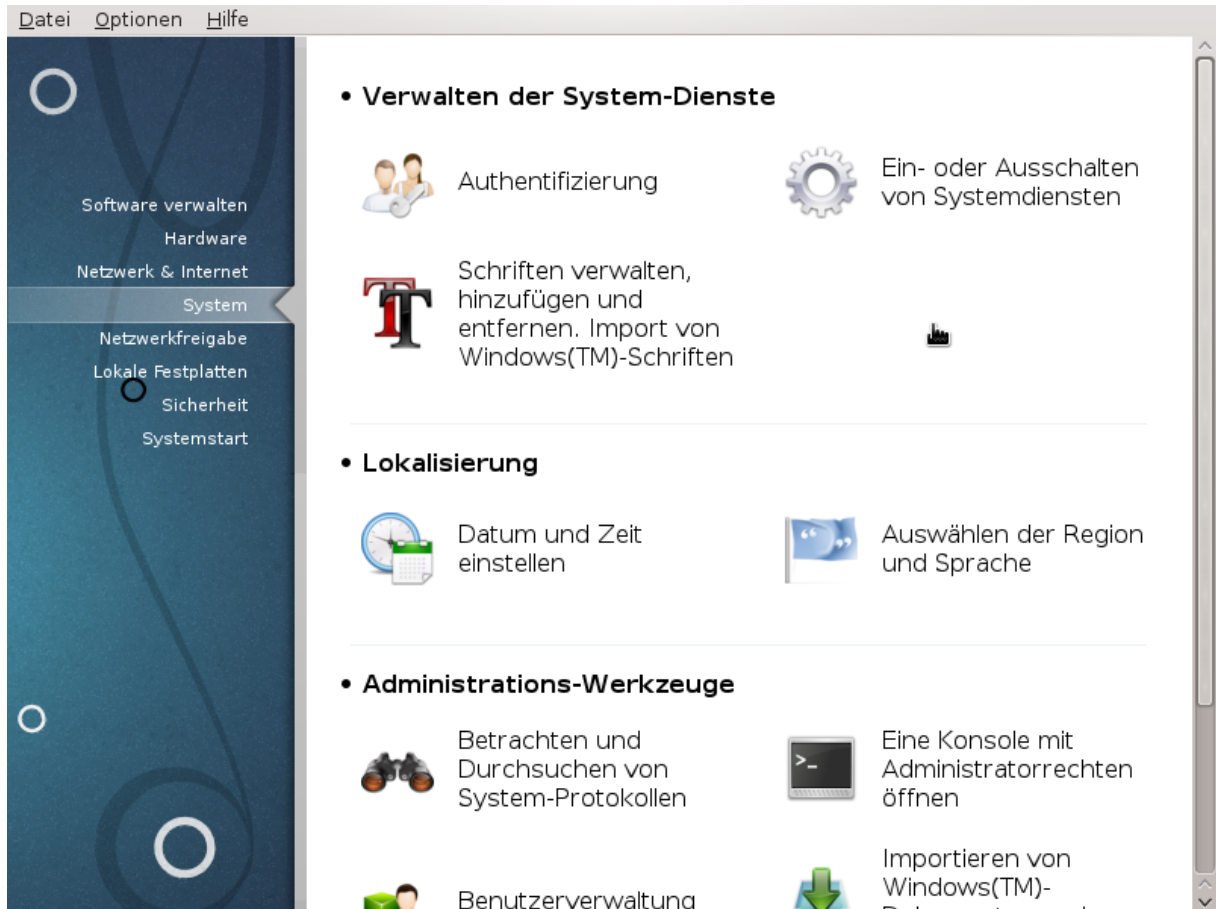 Datei Optionen Hilfe
Software verwalten
Hardware
Netzwerk & Internet
System
Netzwerkfreigabe
Lokale Festplatten
Sicherheit
Systemstart
• Verwalten der System-Dienste
Authentifizierung
Ein- oder Ausschalten
von Systemdiensten
Schriften verwalten,
hinzufügen und
entfernen. Import von
Windows(TM)-Schriften
• Lokalisierung
Datum und Zeit
einstellen
Auswählen der Region
und Sprache
• Administrations-Werkzeuge
Betrachten und
Durchsuchen von
System-Protokollen
>_
Eine Konsole mit
Administratorrechten
öffnen
Benutzerverwaltung
Importieren von
Windows(TM)-